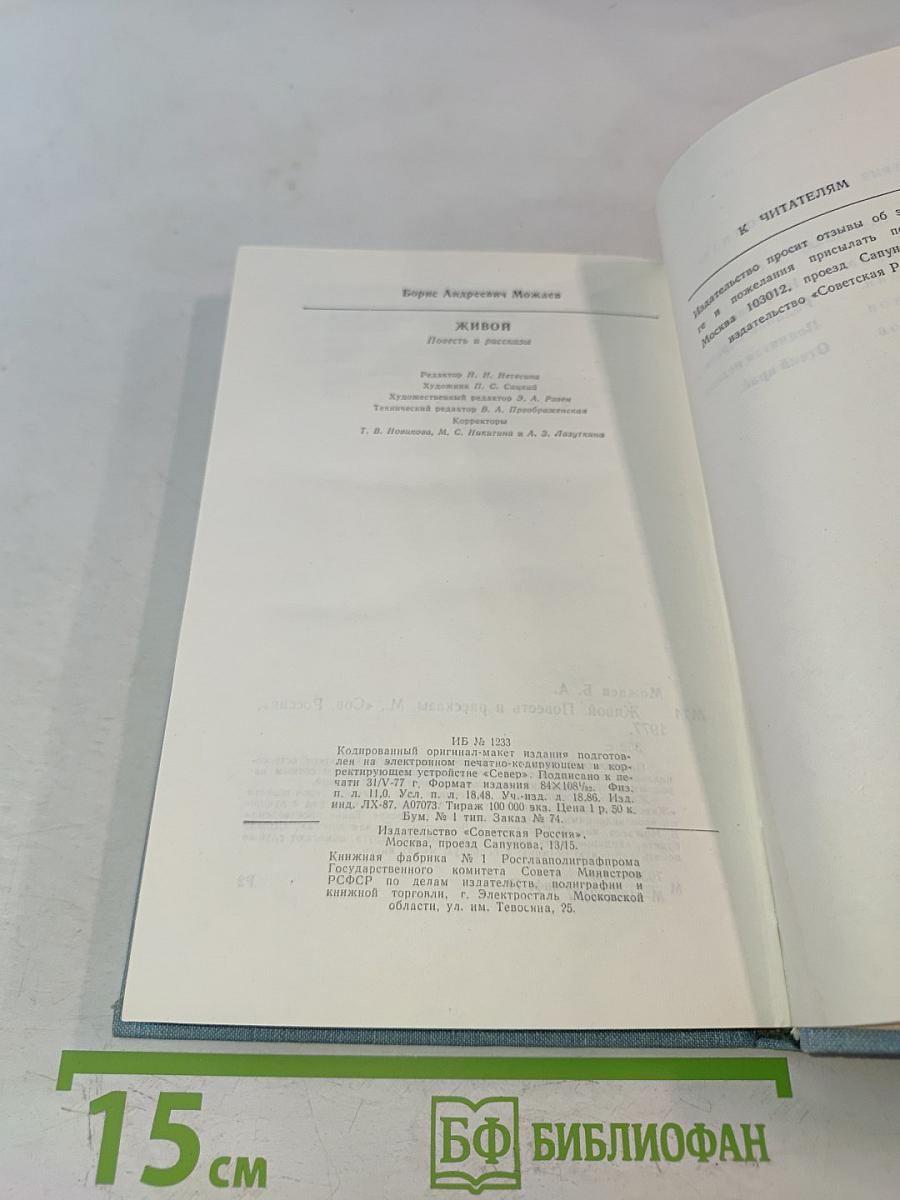 Борис Андреевич Можаев
ЖИВОЙ
Повесть и рассказы
Редактор Н. Н. Нетесина
Художник П. С. Сацкий
Художественный редактор Э. А. Розен
Технический редактор В. А. Преображенская
Корректоры
Т. В. Новикова, М. С. Никитина и А. З. Лазуткина
ИБ № 1233
Кодированный оригинал-макет издания подготов-
лен на электронном печатно-кодирующем и кор-
ректирующем устройстве «Север». Подписано к пе-
чати 31/V-77 г. Формат издания 84×108¹/₃₂. Физ.
п. л. 11,0. Усл. п. л. 18,48. Уч.-изд. л. 18,86. Изд.
инд. ЛХ-87. А07073. Тираж 100 000 экз. Цена 1 р. 50 к.
Бум. № 1 тип. Заказ № 74.
Издательство «Советская Россия».
Москва, проезд Сапунова, 13/15.
Книжная фабрика № 1 Росглавполиграфпрома
Государственного комитета Совета Министров
РСФСР по делам издательств, полиграфии и
книжной торговли, г. Электросталь Московской
области, ул. им. Тевосяна, 25.
К ЧИТАТЕЛЯМ
Издательство просит отзывы об
ге и пожелания присылать
Москва 103012, проезд
издательство «Советская
15 см
БФ БИБЛИОФАН